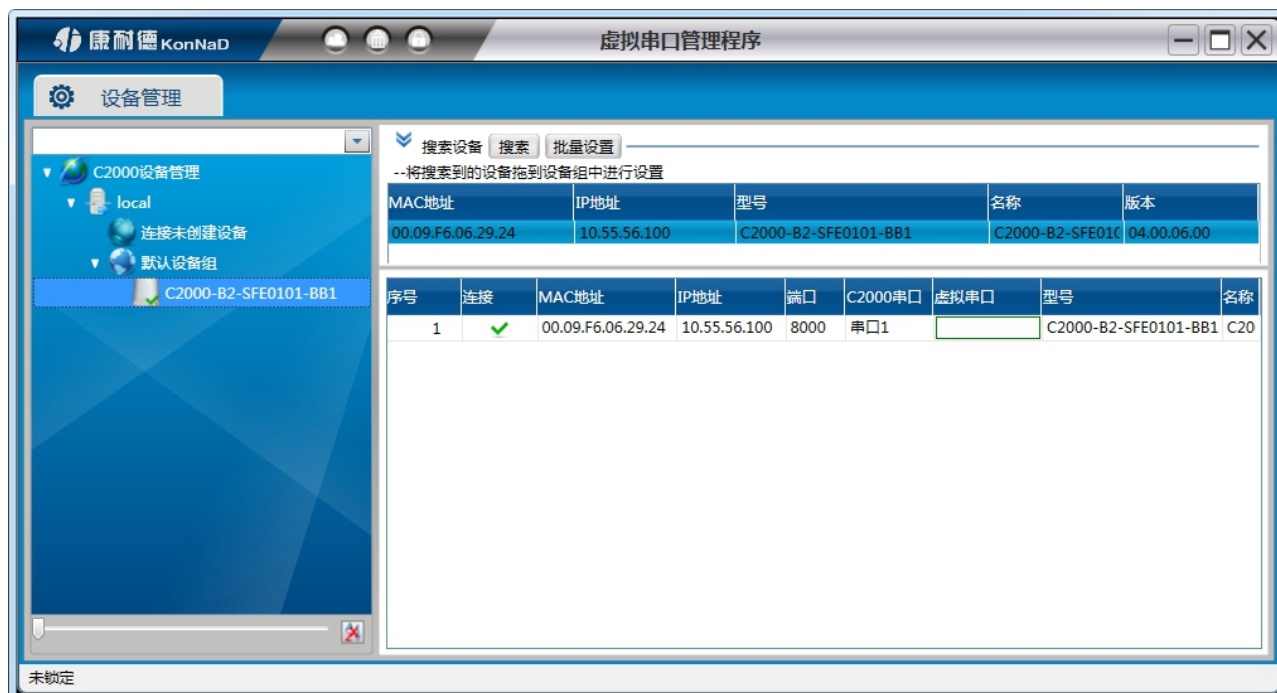 康耐德 KonNaD 虚拟串口管理程序
设备管理
C2000设备管理
local
连接未创建设备
默认设备组
C2000-B2-SFE0101-BB1
搜索设备 搜索 批量设置
--将搜索到的设备拖到设备组中进行设置
MAC地址 IP地址 型号 名称 版本
00.09.F6.06.29.24 10.55.56.100 C2000-B2-SFE0101-BB1 C2000-B2-SFE010 04.00.06.00
序号 连接 MAC地址 IP地址 端口 C2000串口 虚拟串口 型号 名称
1 00.09.F6.06.29.24 10.55.56.100 8000 串口1 C2000-B2-SFE0101-BB1 C20
未锁定